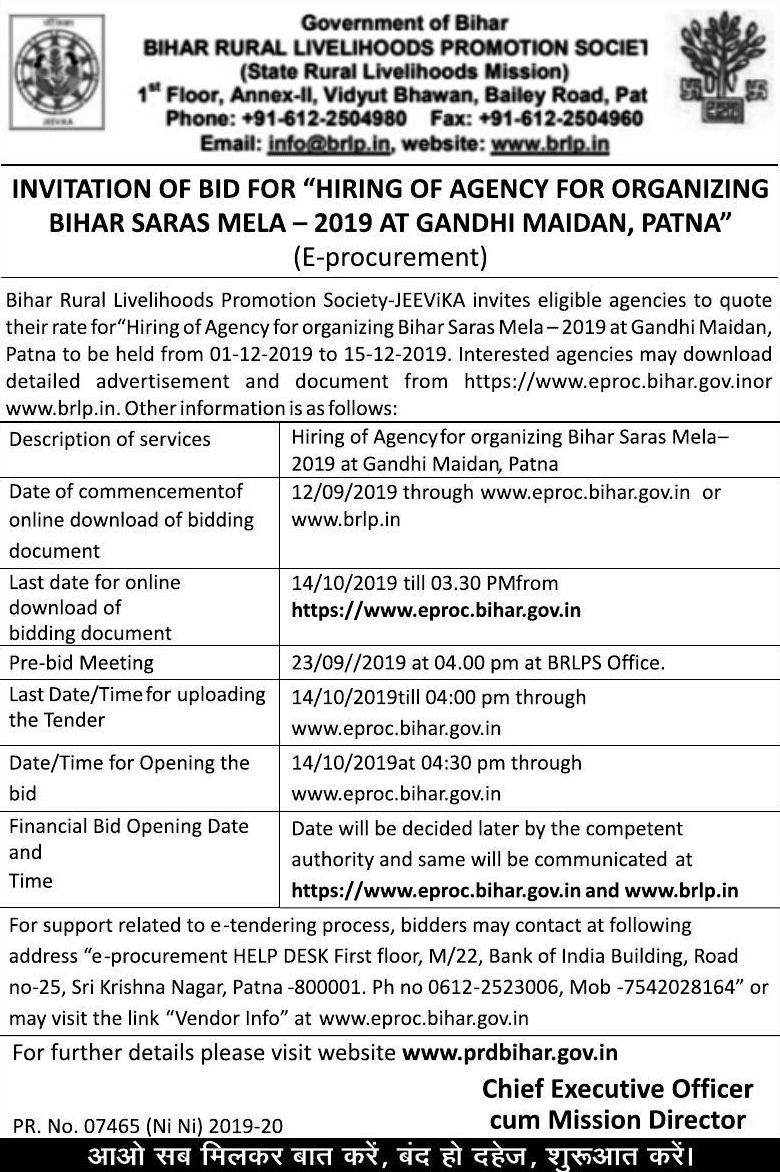 Government of Bihar
BIHAR RURAL LIVELIHOODS PROMOTION SOCIET
(State Rural Livelihoods Mission)
1st Floor, Annex-II, Vidyut Bhawan, Bailey Road, Pat
Phone: +91-612-2504980 Fax: +91-612-2504960
Email: info@brlp.in, website: www.brlp.in
JEEViKA
INVITATION OF BID FOR “HIRING OF AGENCY FOR ORGANIZING
BIHAR SARAS MELA – 2019 AT GANDHI MAIDAN, PATNA”
(E-procurement)
Bihar Rural Livelihoods Promotion Society-JEEViKA invites eligible agencies to quote
their rate for“Hiring of Agency for organizing Bihar Saras Mela – 2019 at Gandhi Maidan,
Patna to be held from 01-12-2019 to 15-12-2019. Interested agencies may download
detailed advertisement and document from https://www.eproc.bihar.gov.inor
www.brlp.in. Other information is as follows:
Description of services
Hiring of Agency for organizing Bihar Saras Mela–
2019 at Gandhi Maidan, Patna
Date of commencementof
online download of bidding
document
12/09/2019 through www.eproc.bihar.gov.in or
www.brlp.in
Last date for online
download of
bidding document
14/10/2019 till 03.30 PMfrom
https://www.eproc.bihar.gov.in
Pre-bid Meeting
23/09//2019 at 04.00 pm at BRLPS Office.
Last Date/Time for uploading
the Tender
14/10/2019till 04:00 pm through
www.eproc.bihar.gov.in
Date/Time for Opening the
bid
14/10/2019at 04:30 pm through
www.eproc.bihar.gov.in
Financial Bid Opening Date
and
Time
Date will be decided later by the competent
authority and same will be communicated at
https://www.eproc.bihar.gov.in and www.brlp.in
For support related to e-tendering process, bidders may contact at following
address “e-procurement HELP DESK First floor, M/22, Bank of India Building, Road
no-25, Sri Krishna Nagar, Patna -800001. Ph no 0612-2523006, Mob -7542028164” or
may visit the link “Vendor Info” at www.eproc.bihar.gov.in
For further details please visit website www.prdbihar.gov.in
Chief Executive Officer
cum Mission Director
PR. No. 07465 (Ni Ni) 2019-20
आओ सब मिलकर बात करें, बंद हो दहेज, शुरूआत करें।